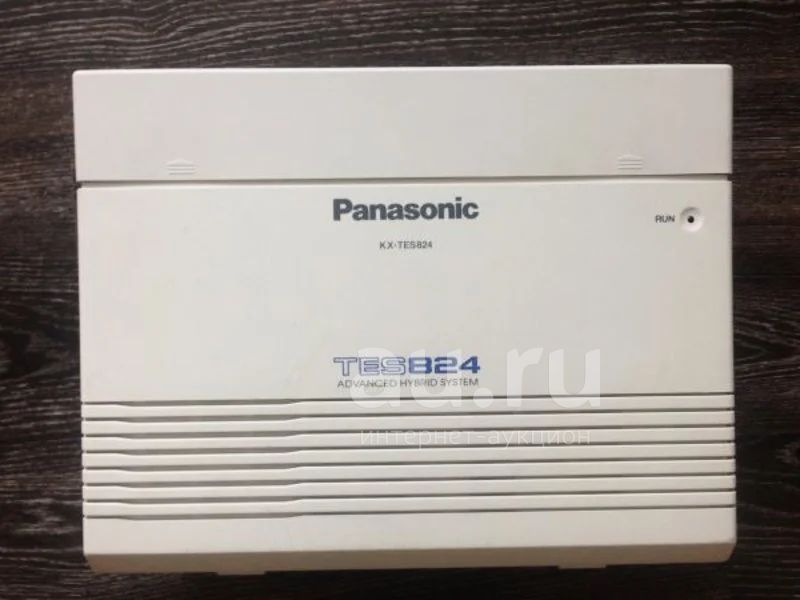 Panasonic
RUN
KX-TES824
TES824
ADVANCED HYBRID SYSTEM
au.ru
интернет-аукцион